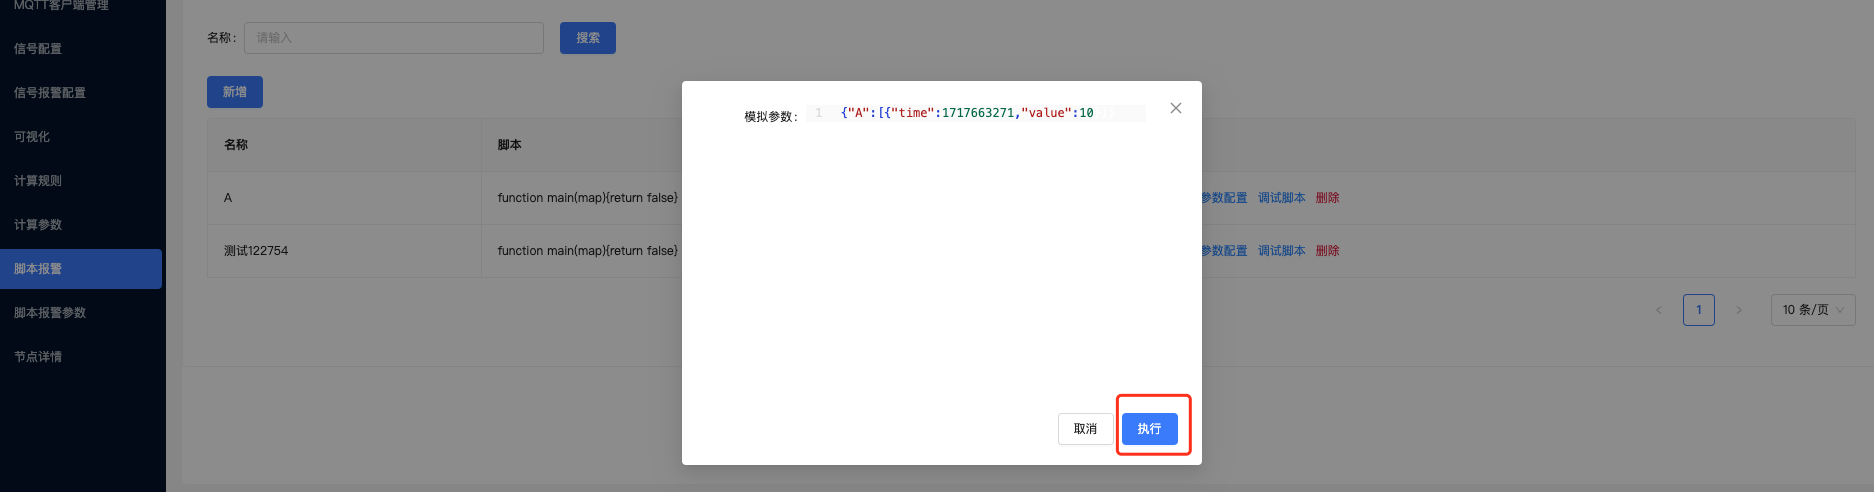 MQTT客户端管理
信号配置
信号报警配置
可视化
计算规则
计算参数
脚本报警
脚本报警参数
节点详情
名称： 请输入 搜索
新增
名称 脚本
A function main(map){return false} 参数配置 调试脚本 删除
测试122754 function main(map){return false} 参数配置 调试脚本 删除
< 1 > 10 条/页
模拟参数： 1 {"A":[{"time":1717663271,"value":10
取消 执行